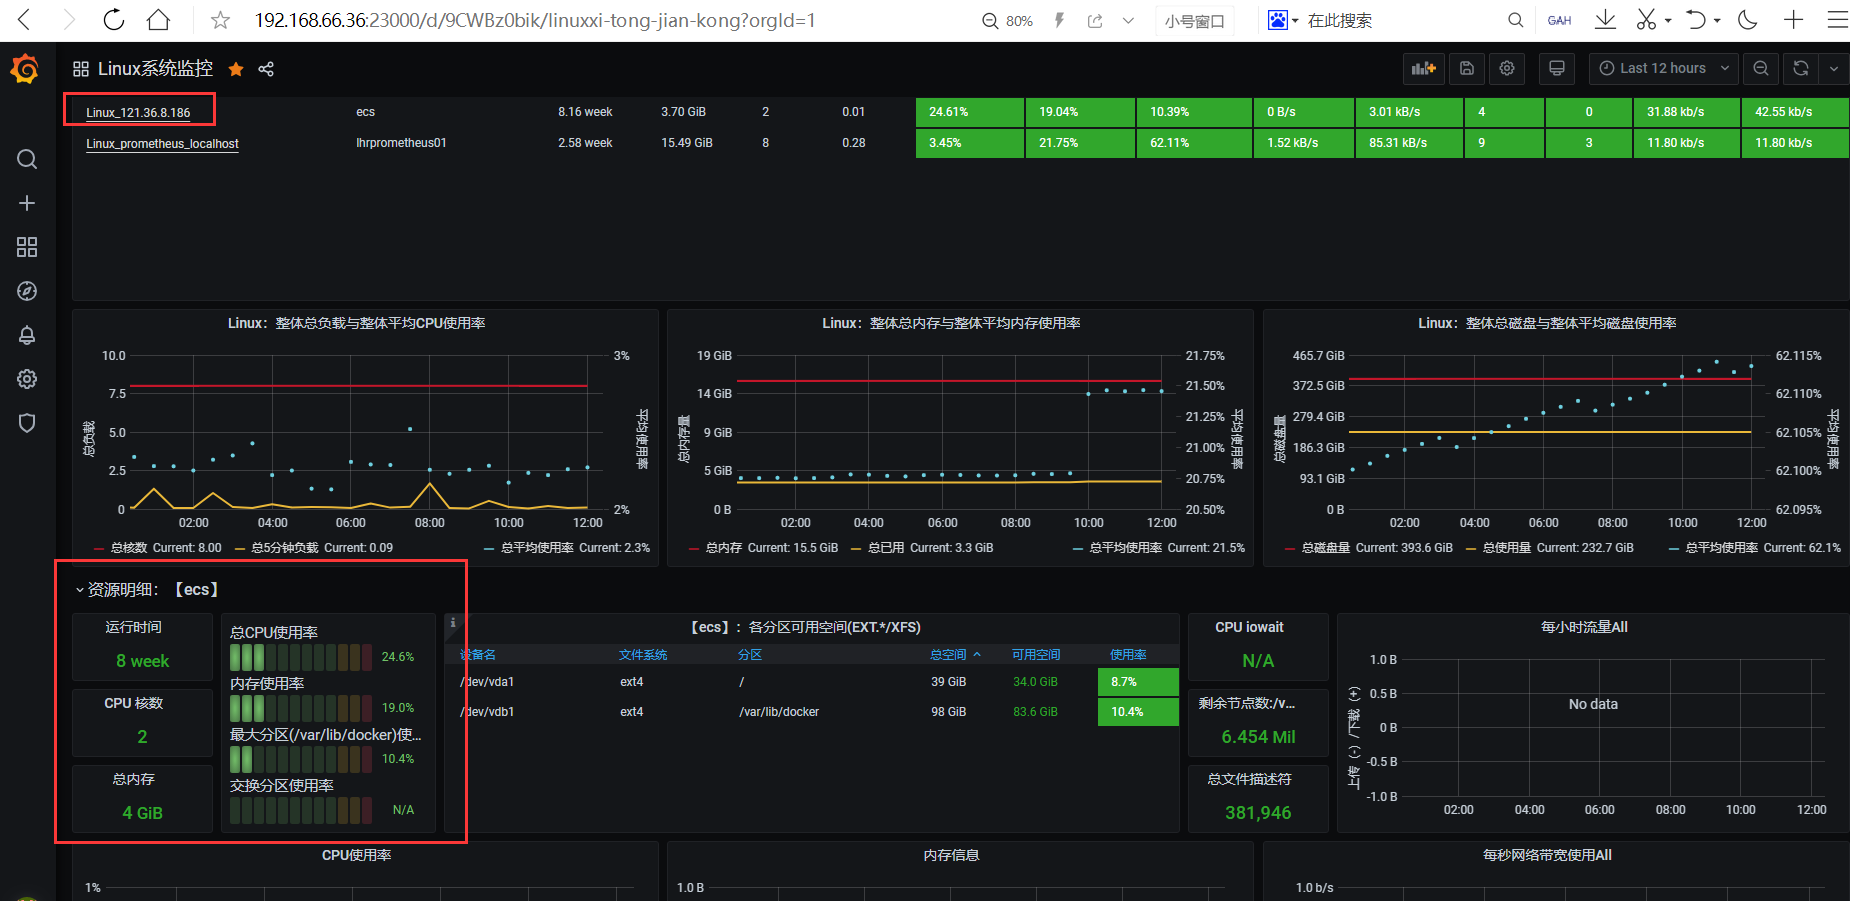 192.168.66.36:23000/d/9CWBz0bik/linuxxi-tong-jian-kong?orgId=1
80%
小号窗口
在此搜索
GAH
Linux系统监控
Last 12 hours
Linux_121.36.8.186 ecs 8.16 week 3.70 GiB 2 0.01 24.61% 19.04% 10.39% 0 B/s 3.01 kB/s 4 0 31.88 kb/s 42.55 kb/s
Linux_prometheus_localhost lhrprometheus01 2.58 week 15.49 GiB 8 0.28 3.45% 21.75% 62.11% 1.52 kB/s 85.31 kB/s 9 3 11.80 kb/s 11.80 kb/s
Linux：整体总负载与整体平均CPU使用率
10.0
7.5
5.0
2.5
0
总负载
3%
2%
整体平均使用率
02:00 04:00 06:00 08:00 10:00 12:00
总核数 Current: 8.00 总5分钟负载 Current: 0.09 总平均使用率 Current: 2.3%
Linux：整体总内存与整体平均内存使用率
19 GiB
14 GiB
9 GiB
5 GiB
0 B
总内存量
21.75%
21.50%
21.25%
21.00%
20.75%
20.50%
整体平均使用率
02:00 04:00 06:00 08:00 10:00 12:00
总内存 Current: 15.5 GiB 总已用 Current: 3.3 GiB 总平均使用率 Current: 21.5%
Linux：整体总磁盘与整体平均磁盘使用率
465.7 GiB
372.5 GiB
279.4 GiB
186.3 GiB
93.1 GiB
0 B
总磁盘量
62.115%
62.110%
62.105%
62.100%
62.095%
整体平均使用率
02:00 04:00 06:00 08:00 10:00 12:00
总磁盘量 Current: 393.6 GiB 总使用量 Current: 232.7 GiB 总平均使用率 Current: 62.1%
资源明细：【ecs】
运行时间
8 week
CPU 核数
2
总内存
4 GiB
总CPU使用率
24.6%
内存使用率
19.0%
最大分区(/var/lib/docker)使...
10.4%
交换分区使用率
N/A
i
【ecs】：各分区可用空间(EXT.*/XFS)
设备名 文件系统 分区 总空间 可用空间 使用率
/dev/vda1 ext4 / 39 GiB 34.0 GiB 8.7%
/dev/vdb1 ext4 /var/lib/docker 98 GiB 83.6 GiB 10.4%
CPU iowait
N/A
剩余节点数:/v...
6.454 Mil
总文件描述符
381,946
每小时流量All
上传 (-) /下载 (+)
1.0 B
0.5 B
0 B
-0.5 B
-1.0 B
No data
02:00 04:00 06:00 08:00 10:00 12:00
CPU使用率
1%
内存信息
1.0 B
每秒网络带宽使用All
1.0 b/s